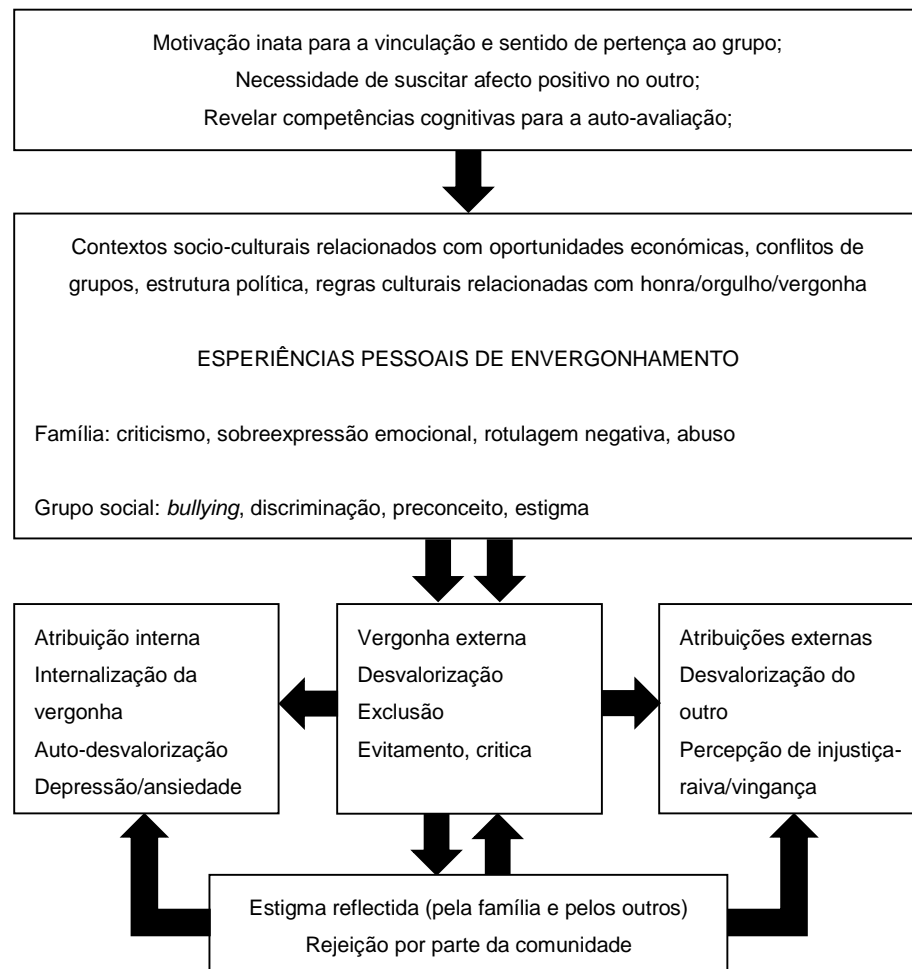 Motivação inata para a vinculação e sentido de pertença ao grupo;
Necessidade de suscitar afecto positivo no outro;
Revelar competências cognitivas para a auto-avaliação;
Contextos socio-culturais relacionados com oportunidades económicas, conflitos de
grupos, estrutura política, regras culturais relacionadas com honra/orgulho/vergonha
ESPERIÊNCIAS PESSOAIS DE ENVERGONHAMENTO
Família: criticismo, sobreexpressão emocional, rotulagem negativa, abuso
Grupo social: bullying, discriminação, preconceito, estigma
Atribuição interna
Internalização da
vergonha
Auto-desvalorização
Depressão/ansiedade
Vergonha externa
Desvalorização
Exclusão
Evitamento, critica
Atribuições externas
Desvalorização do
outro
Percepção de injustiça-
raiva/vingança
Estigma reflectida (pela família e pelos outros)
Rejeição por parte da comunidade